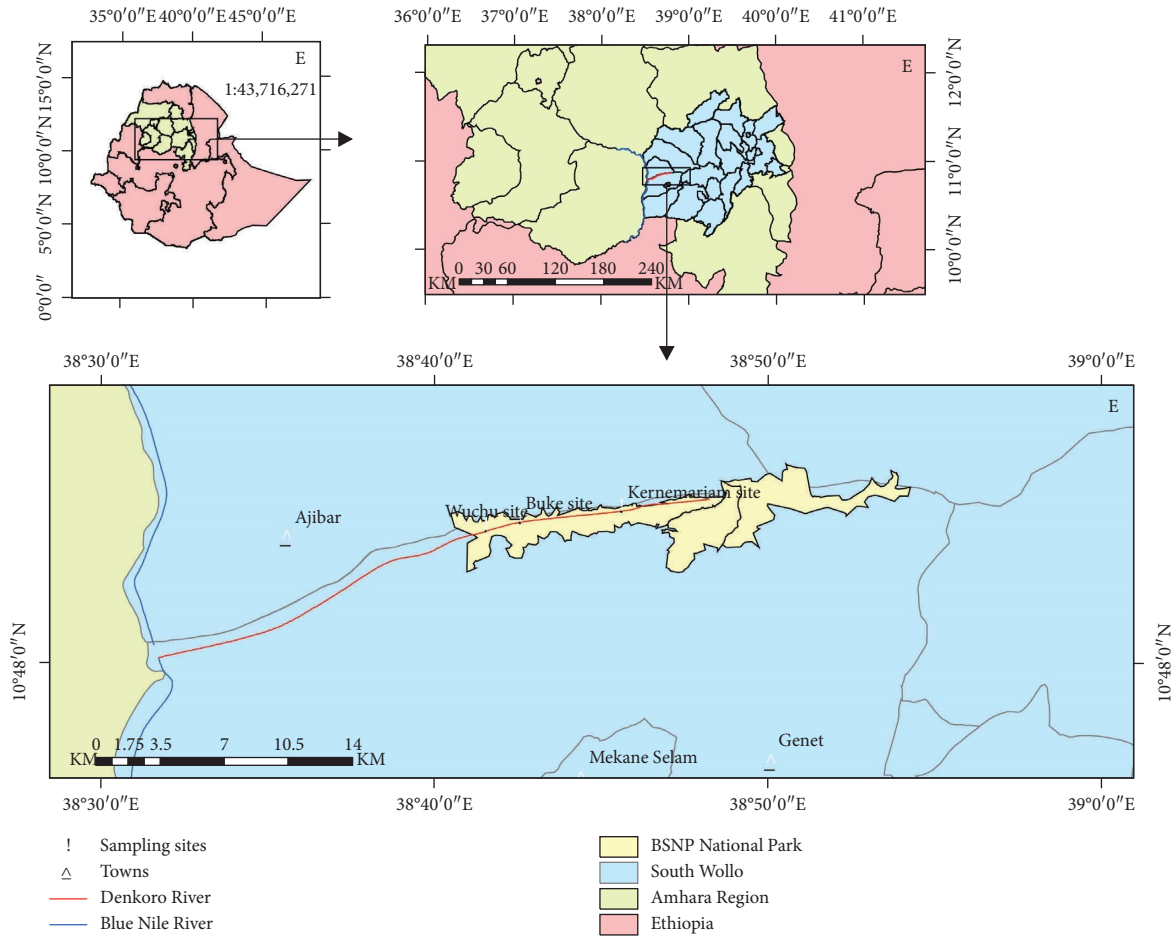 35°0′0″E 40°0′0″E 45°0′0″E
E
1:43,716,271
15°0′0″N
10°0′0″N
5°0′0″N
0°0′0″
36°0′0″E 37°0′0″E 38°0′0″E 39°0′0″E 40°0′0″E 41°0′0″E
E
12°0′0″N
11°0′0″N
10°0′0″N
0 30 60 120 180 240
KM KM
38°30′0″E 38°40′0″E 38°50′0″E 39°0′0″E
E
Kernemariam site
Buke site
Wuchu site
Ajibar
10°48′0″N 10°48′0″N
Genet
Mekane Selam
0 1.75 3.5 7 10.5 14
KM KM
38°30′0″E 38°40′0″E 38°50′0″E 39°0′0″E
! Sampling sites
Towns
Denkoro River
Blue Nile River
BSNP National Park
South Wollo
Amhara Region
Ethiopia